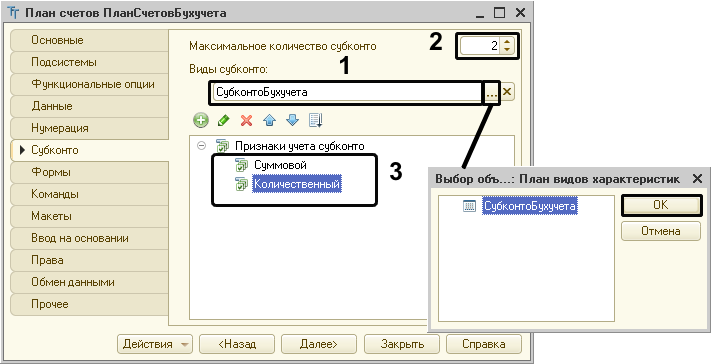 План счетов ПланСчетовБухучета
Основные
Подсистемы
Функциональные опции
Данные
Нумерация
Субконто
Формы
Команды
Макеты
Ввод на основании
Права
Обмен данными
Прочее
Максимальное количество субконто
2
2
1
Виды субконто:
СубконтоБухучета
...
Признаки учета субконто
Суммовой
Количественный
3
Выбор объ...: План видов характеристик
СубконтоБухучета
OK
Отмена
Действия
<Назад
Далее>
Закрыть
Справка